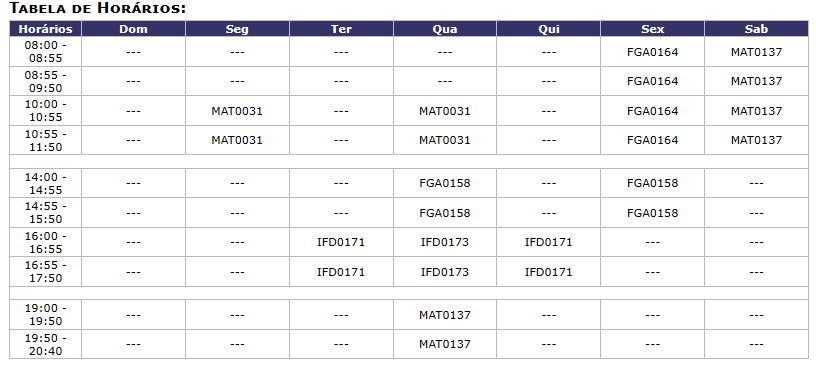 Tabela de Horários:
Horários Dom Seg Ter Qua Qui Sex Sab
08:00 - 08:55 --- --- --- --- --- FGA0164 MAT0137
08:55 - 09:50 --- --- --- --- --- FGA0164 MAT0137
10:00 - 10:55 --- MAT0031 --- MAT0031 --- FGA0164 MAT0137
10:55 - 11:50 --- MAT0031 --- MAT0031 --- FGA0164 MAT0137
14:00 - 14:55 --- --- --- FGA0158 --- FGA0158 ---
14:55 - 15:50 --- --- --- FGA0158 --- FGA0158 ---
16:00 - 16:55 --- --- IFD0171 IFD0173 IFD0171 --- ---
16:55 - 17:50 --- --- IFD0171 IFD0173 IFD0171 --- ---
19:00 - 19:50 --- --- --- MAT0137 --- --- ---
19:50 - 20:40 --- --- --- MAT0137 --- --- ---